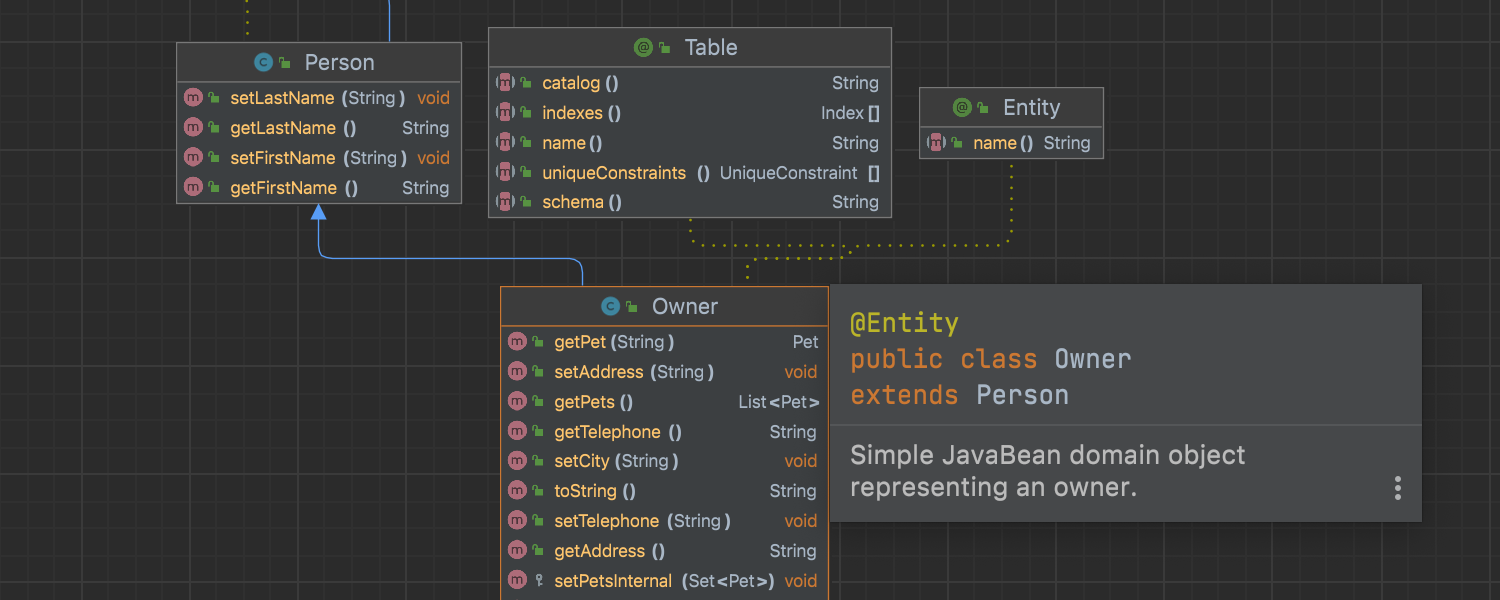 Person
setLastName (String) void
getLastName () String
setFirstName (String) void
getFirstName () String
@ Table
catalog () String
indexes () Index []
name () String
uniqueConstraints () UniqueConstraint []
schema () String
@ Entity
name () String
Owner
getPet (String) Pet
setAddress (String) void
getPets () List<Pet>
getTelephone () String
setCity (String) void
toString () String
setTelephone (String) void
getAddress () String
setPetsInternal (Set<Pet>) void
@Entity
public class Owner
extends Person
Simple JavaBean domain object
representing an owner.